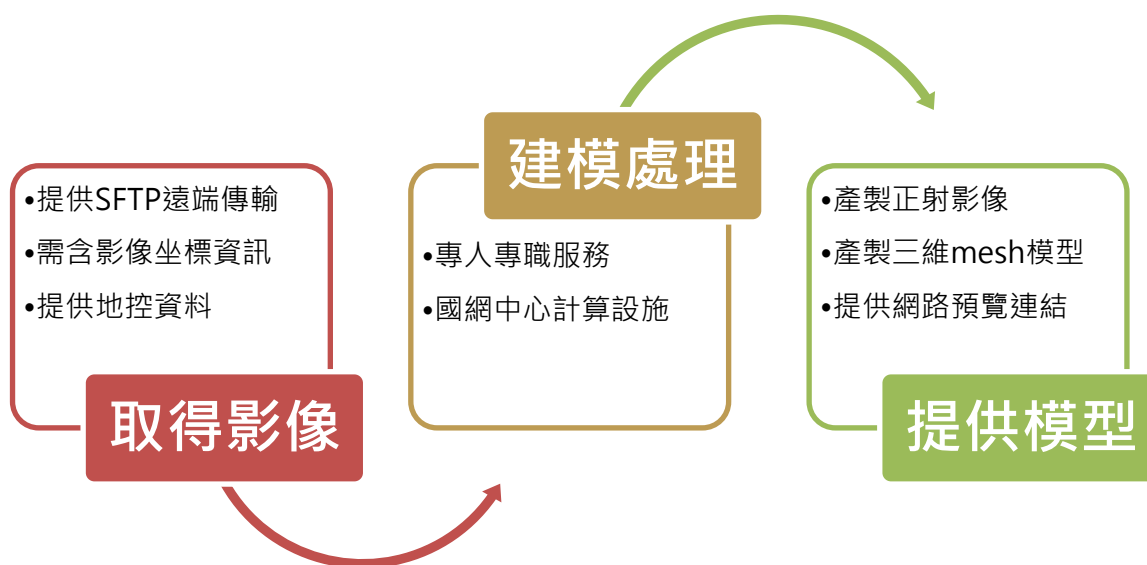 •提供SFTP遠端傳輸
•需含影像坐標資訊
•提供地控資料
取得影像
建模處理
•專人專職服務
•國網中心計算設施
•產製正射影像
•產製三維mesh模型
•提供網路預覽連結
提供模型